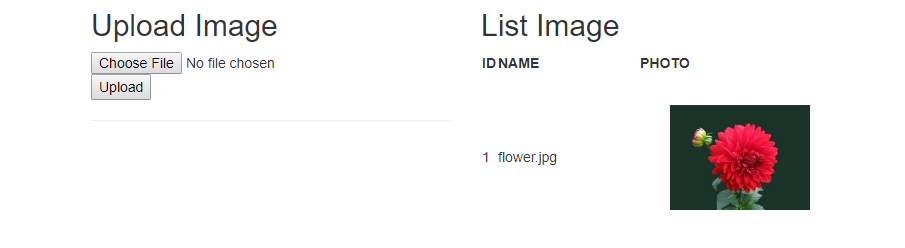 Upload Image
Choose File No file chosen
Upload
List Image
ID NAME PHOTO
1 flower.jpg